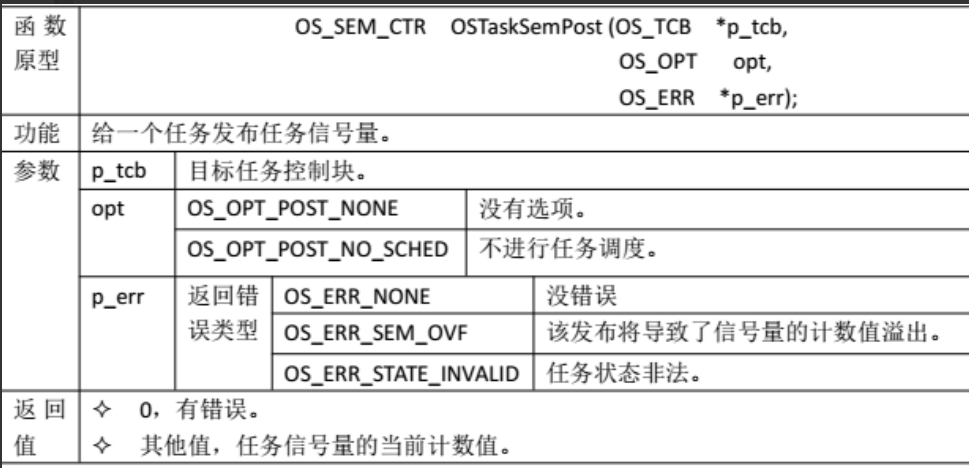 函 数 原型 OS_SEM_CTR OSTaskSemPost (OS_TCB *p_tcb,
OS_OPT opt,
OS_ERR *p_err);
功能 给一个任务发布任务信号量。
参数 p_tcb 目标任务控制块。
opt OS_OPT_POST_NONE 没有选项。
OS_OPT_POST_NO_SCHED 不进行任务调度。
p_err 返回错误类型 OS_ERR_NONE 没错误
OS_ERR_SEM_OVF 该发布将导致了信号量的计数值溢出。
OS_ERR_STATE_INVALID 任务状态非法。
返 回 值 ✧ 0，有错误。
✧ 其他值，任务信号量的当前计数值。